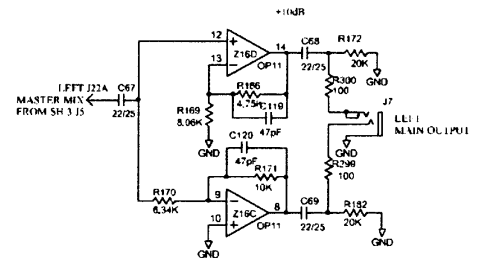 +10dB
12
13
14
Z16D
OP11
C68
22/25
R172
20K
GND
LEFT J22A
MASTER MIX
FROM SH 3 J5
C67
22/25
R186
4.75K
C119
47pF
R169
8.06K
GND
R300
100
J7
LEFT
MAIN OUTPUT
GND
C120
47pF
R171
10K
R299
100
R170
6.34K
9
10
8
Z16C
OP11
C69
22/25
R182
20K
GND
GND